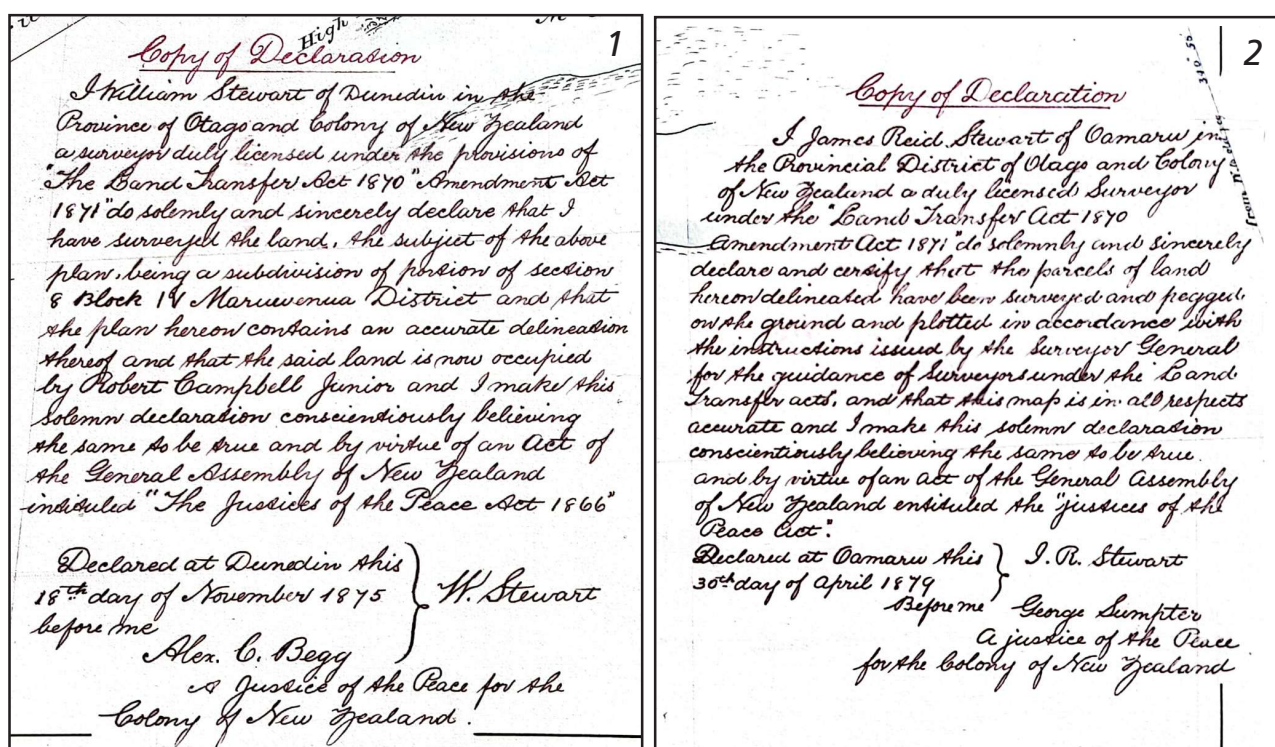 High
1
Copy of Declaration
I William Stewart of Dunedin in the
Province of Otago and Colony of New Zealand
a surveyor duly licensed under the provisions of
"The Land Transfer Act 1870" Amendment Act
1871" do solemly and sincerely declare that I
have surveyed the land, the subject of the above
plan, being a subdivision of portion of section
8 Block IV Maruewenua District and that
the plan hereon contains an accurate delineation
thereof and that the said land is now occupied
by Robert Campbell Junior and I make this
solemn declaration conscientiously believing
the same to be true and by virtue of an Act of
the General Assembly of New Zealand
intituled "The Justices of the Peace Act 1866"
Declared at Dunedin this
18th day of November 1875
before me
W. Stewart
Alex. C. Begg
A Justice of the Peace for the
Colony of New Zealand.
2
Copy of Declaration
I James Reid Stewart of Oamaru in
the Provincial District of Otago and Colony
of New Zealand a duly licensed Surveyor
under the "Land Transfer Act 1870
Amendment Act 1871" do solemnly and sincerely
declare and certify that the parcels of land
hereon delineated have been surveyed and pegged
on the ground and plotted in accordance with
the instructions issued by the Surveyor General
for the guidance of Surveyors under the Land
Transfer acts, and that this map is in all respects
accurate and I make this solemn declaration
conscientiously believing the same to be true.
and by virtue of an act of the General Assembly
of New Zealand entituled the "justices of the
Peace Act".
Declared at Oamaru this
30th day of April 1879
J. R. Stewart
Before me George Sumpter
A justice of the Peace
for the Colony of New Zealand